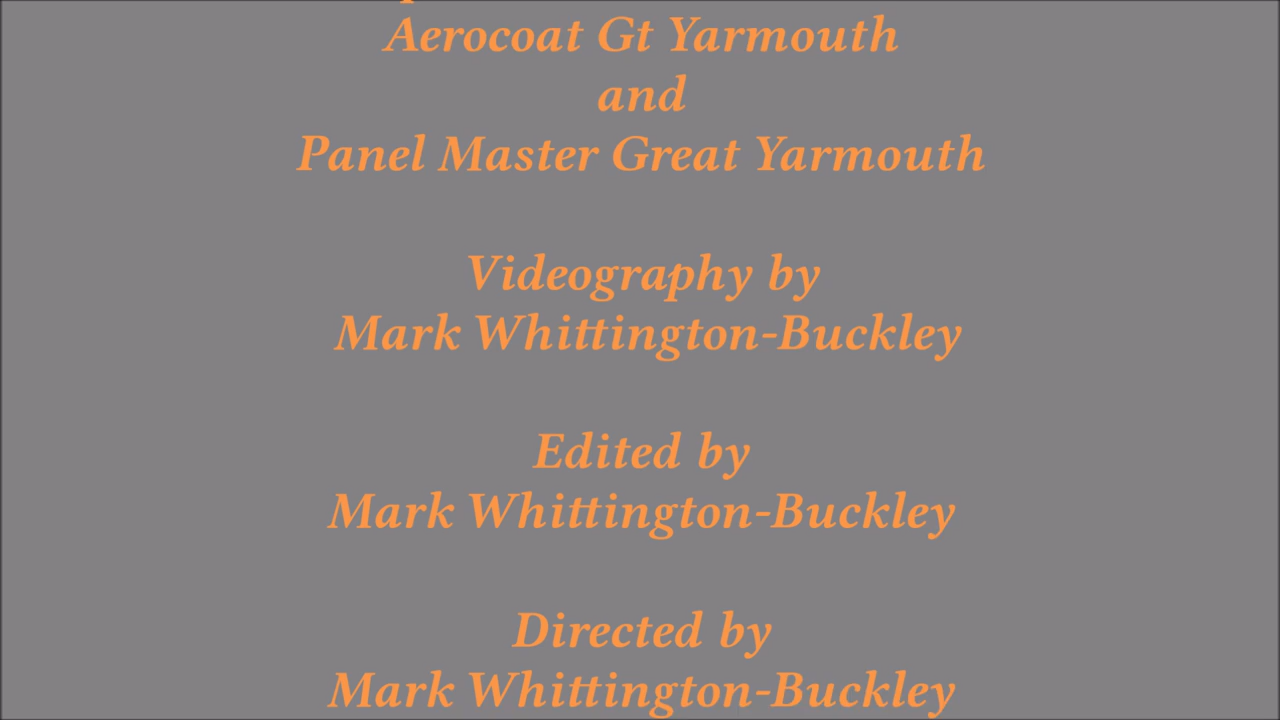 Aerocoat Gt Yarmouth
and
Panel Master Great Yarmouth
Videography by
Mark Whittington-Buckley
Edited by
Mark Whittington-Buckley
Directed by
Mark Whittington-Buckley